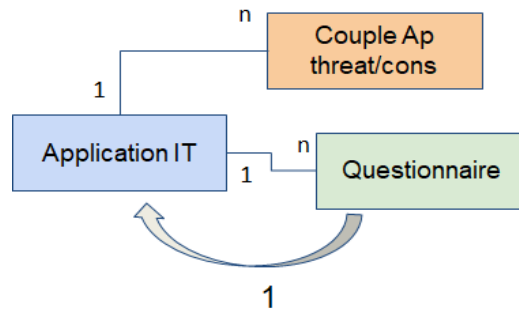 n
Couple Ap
threat/cons
1
Application IT
n
1
Questionnaire
1